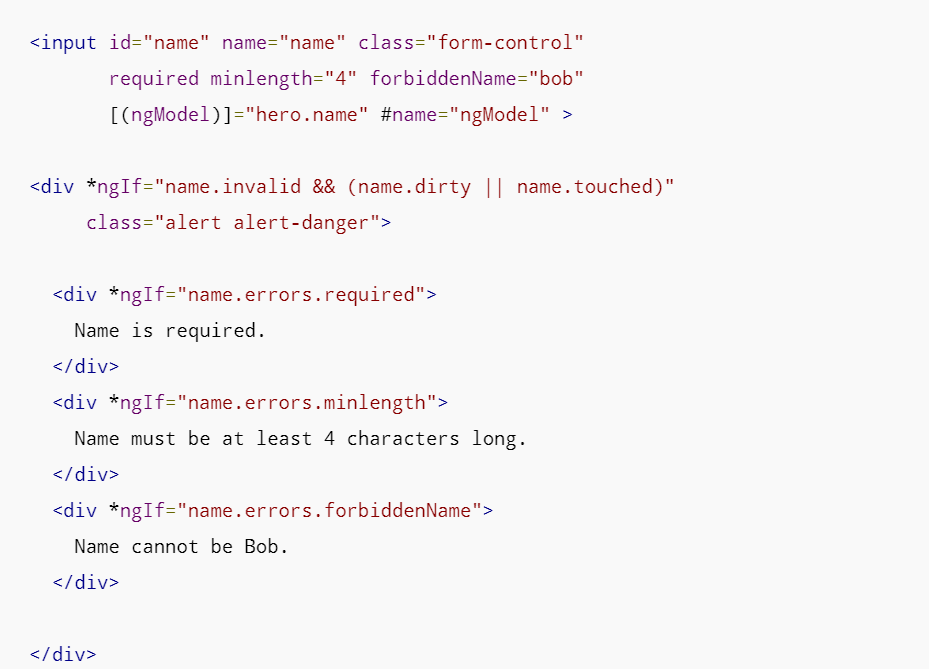 <input id="name" name="name" class="form-control"
required minlength="4" forbiddenName="bob"
[(ngModel)]="hero.name" #name="ngModel" >
<div *ngIf="name.invalid && (name.dirty || name.touched)"
class="alert alert-danger">
<div *ngIf="name.errors.required">
Name is required.
</div>
<div *ngIf="name.errors.minlength">
Name must be at least 4 characters long.
</div>
<div *ngIf="name.errors.forbiddenName">
Name cannot be Bob.
</div>
</div>